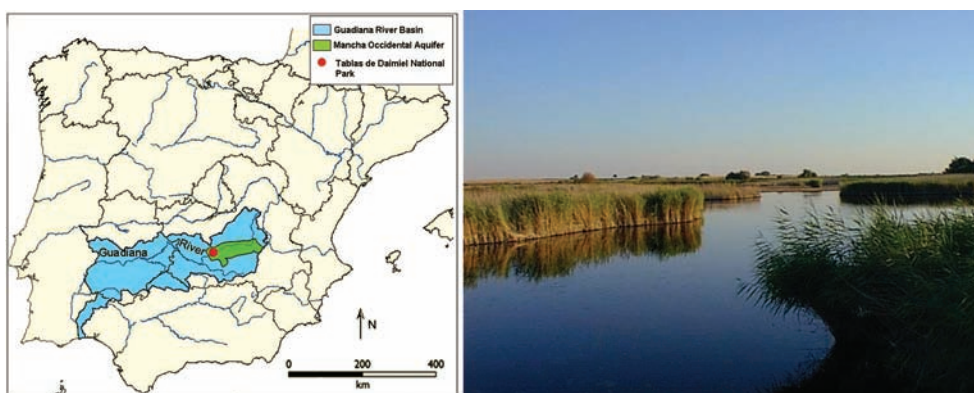 Guadiana River Basin
Mancha Occidental Aquifer
Tablas de Daimiel National
Park
Guadiana
River
N
0 200 400
km